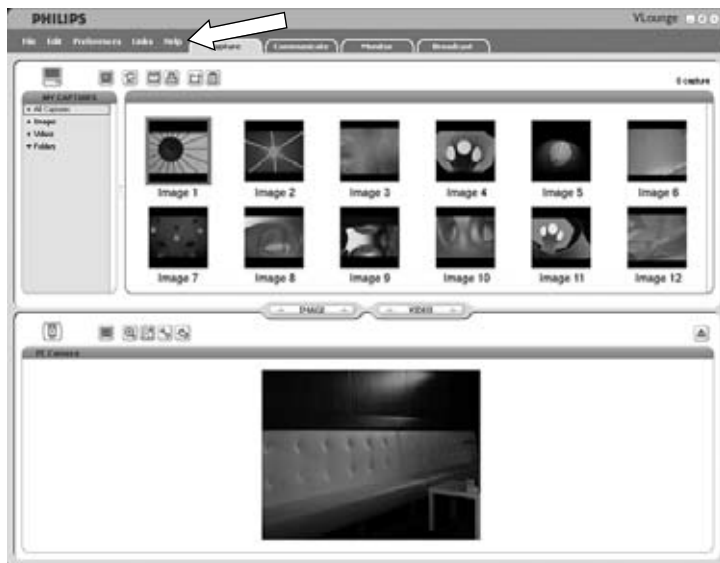 PHILIPS
VLounge
File Edit Preferences Links Help
Capture Communicate Monitor Broadcast
0 capture
MY CAPTURES
All Captures
Images
Videos
Folders
Image 1 Image 2 Image 3 Image 4 Image 5 Image 6
Image 7 Image 8 Image 9 Image 10 Image 11 Image 12
IMAGE VIDEO
PC Camera